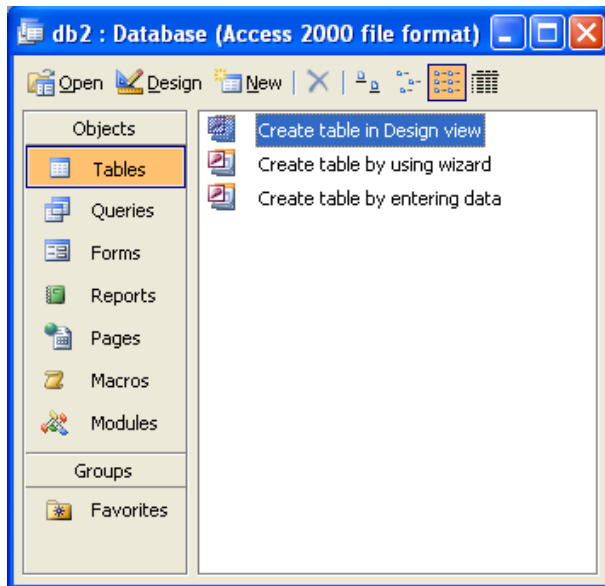 db2 : Database (Access 2000 file format)
Open Design New
Objects
Tables
Queries
Forms
Reports
Pages
Macros
Modules
Groups
Favorites
Create table in Design view
Create table by using wizard
Create table by entering data